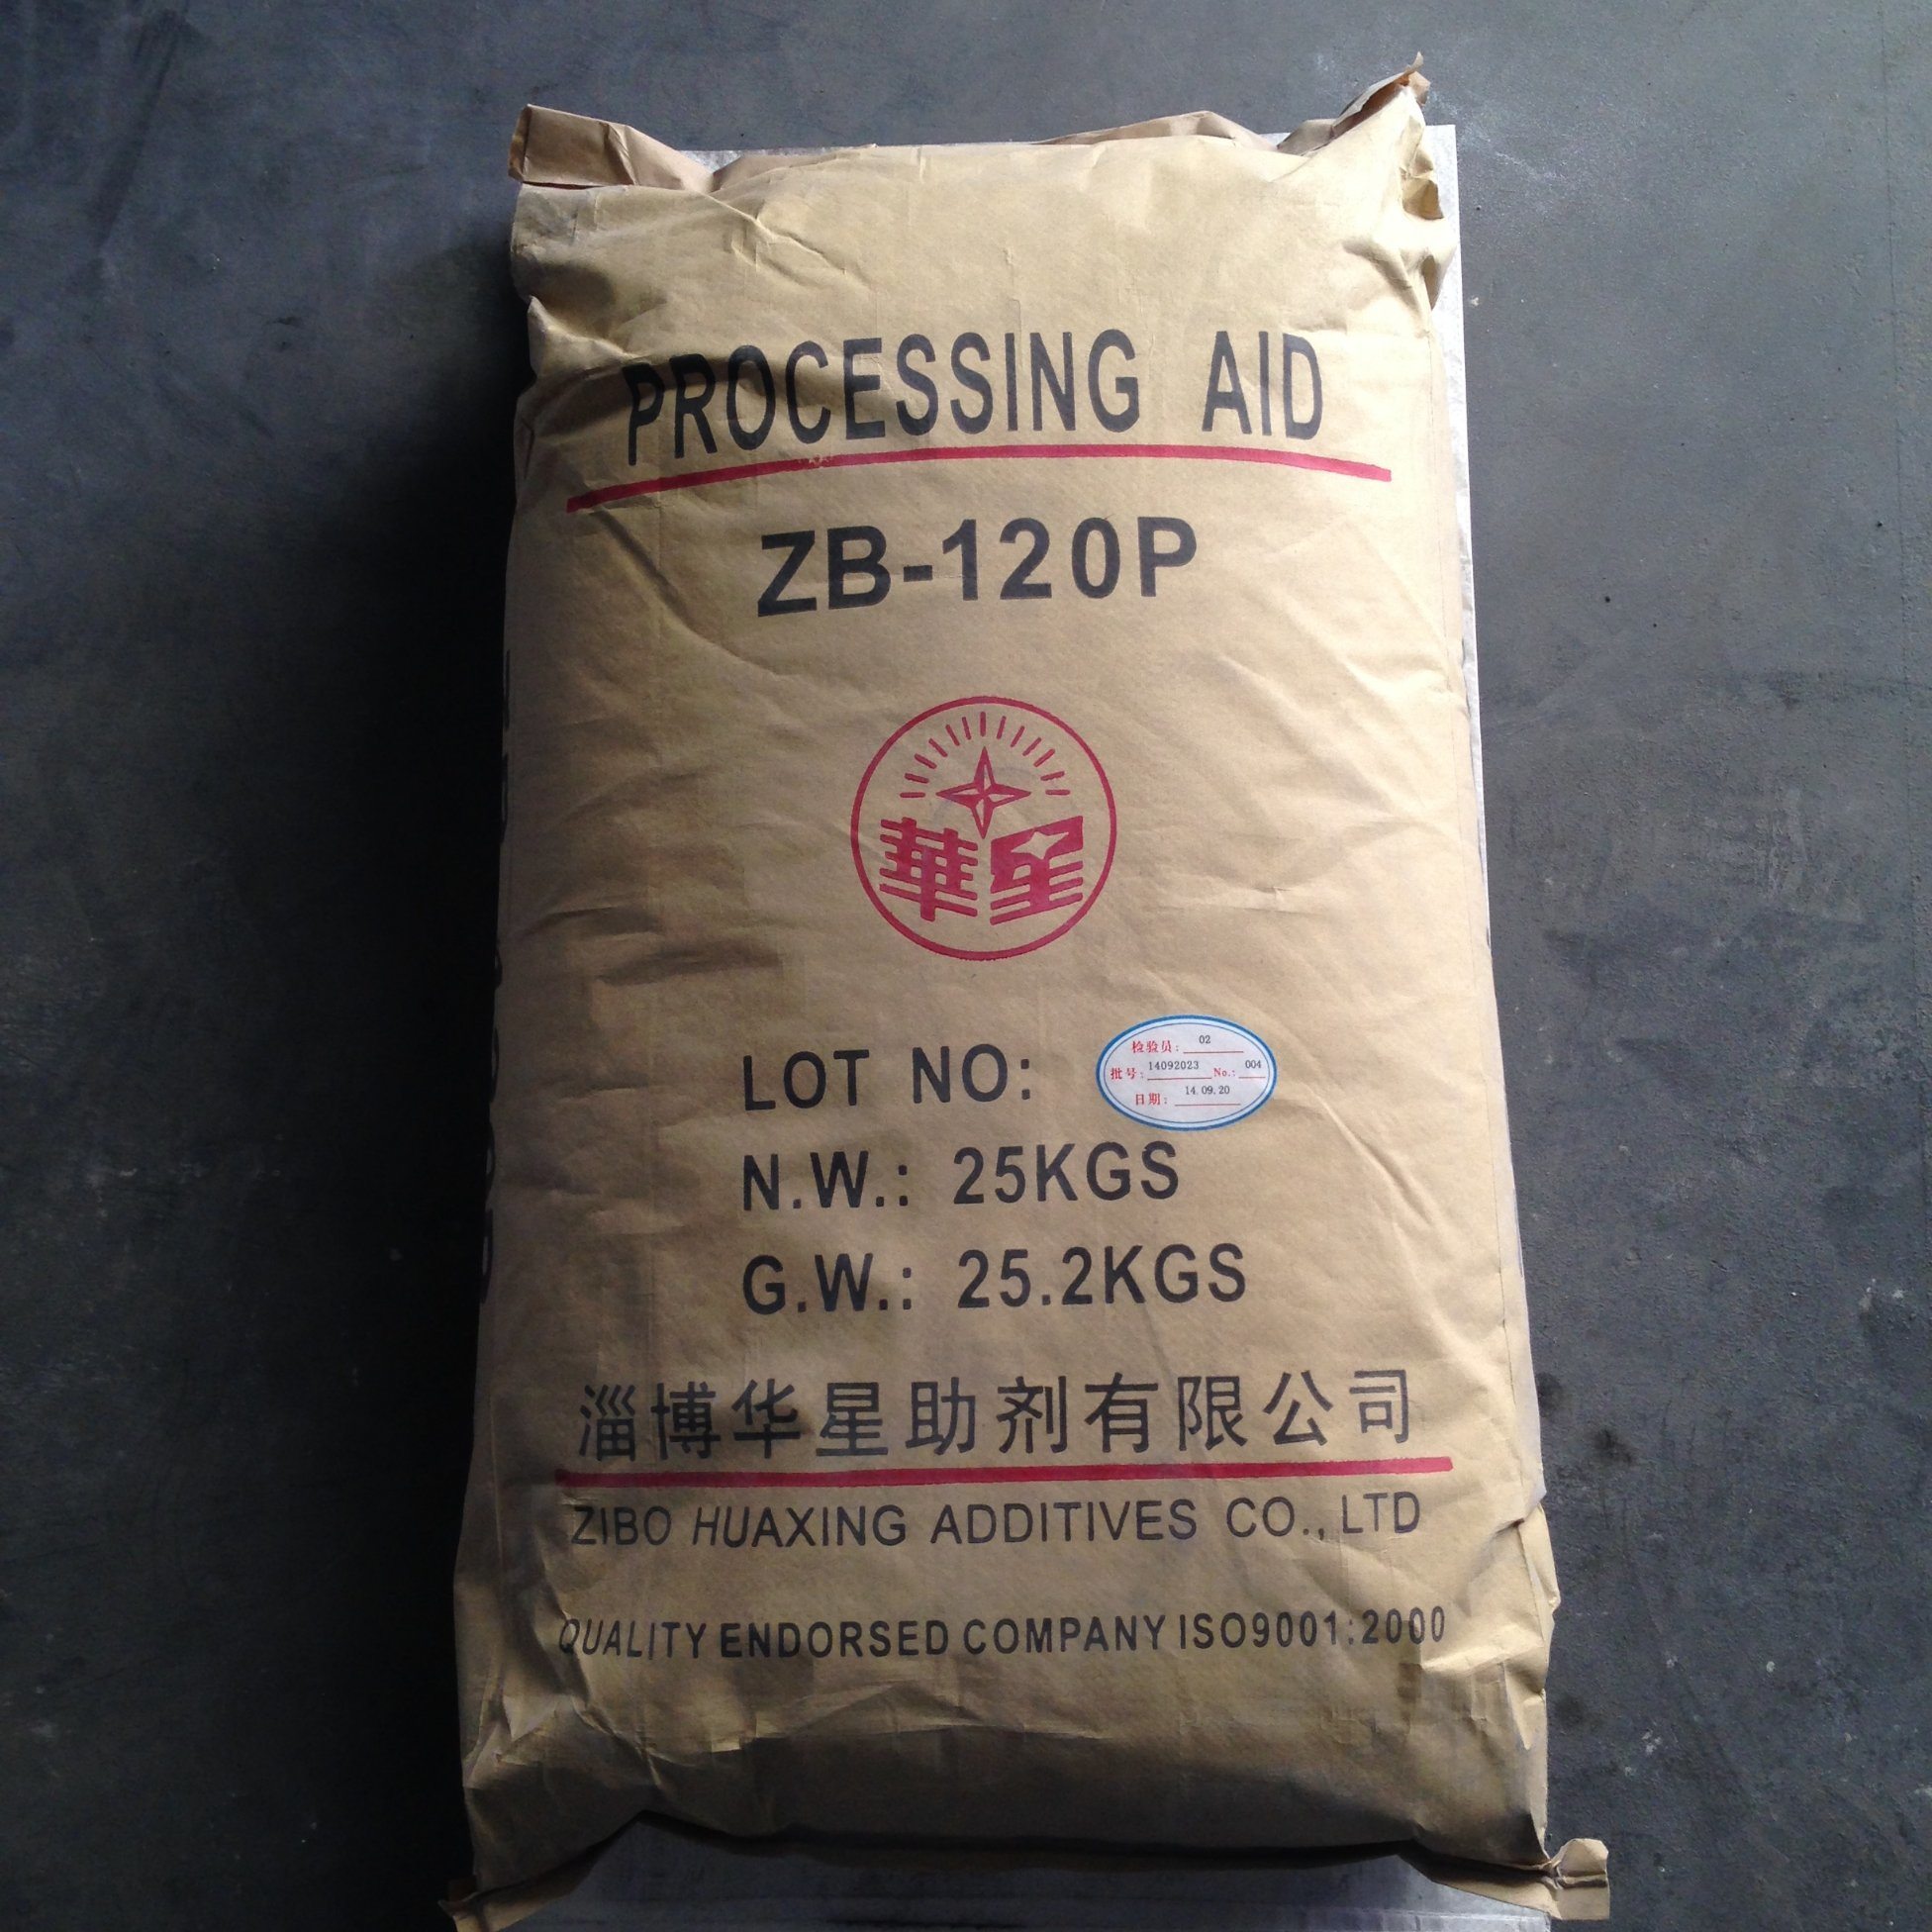 PROCESSING AID
ZB-120P
華星
LOT NO:
检验员: 02
批号: 14092023 No.: 004
日期: 14.09.20
N.W.: 25KGS
G.W.: 25.2KGS
淄博华星助剂有限公司
ZIBO HUAXING ADDITIVES CO., LTD
QUALITY ENDORSED COMPANY ISO9001:2000